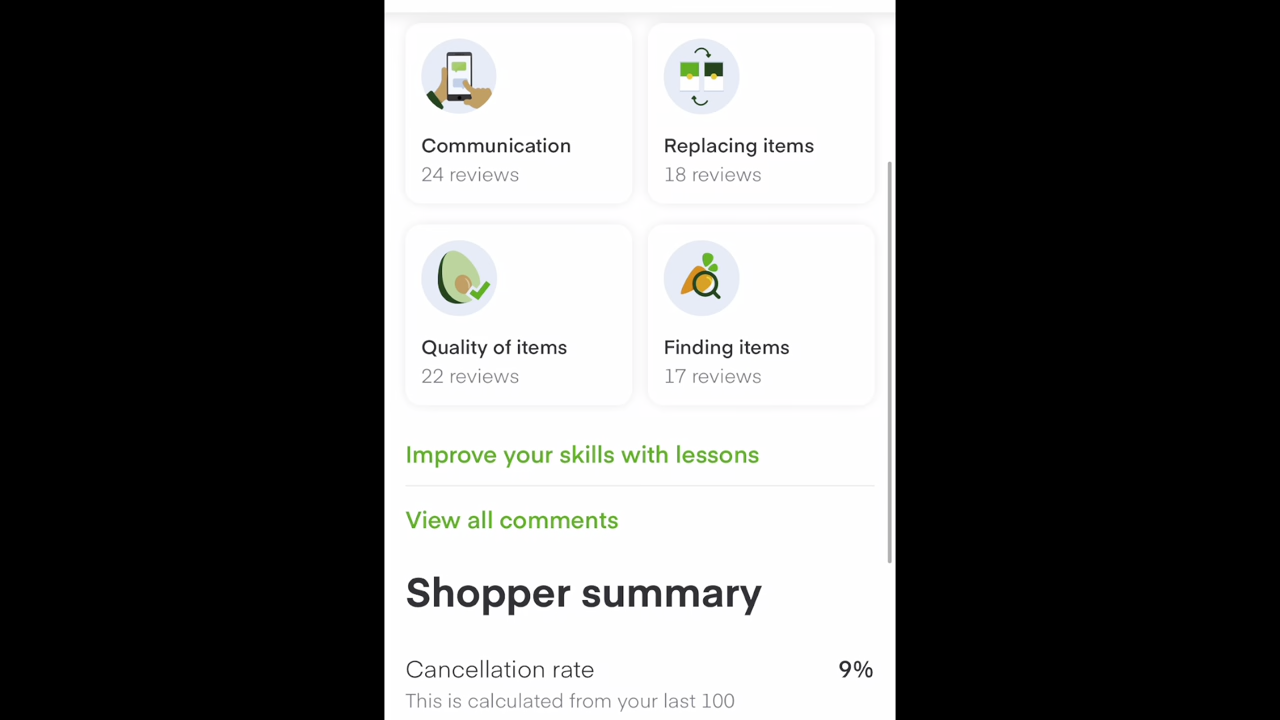 Communication
24 reviews
Replacing items
18 reviews
Quality of items
22 reviews
Finding items
17 reviews
Improve your skills with lessons
View all comments
Shopper summary
Cancellation rate 9%
This is calculated from your last 100